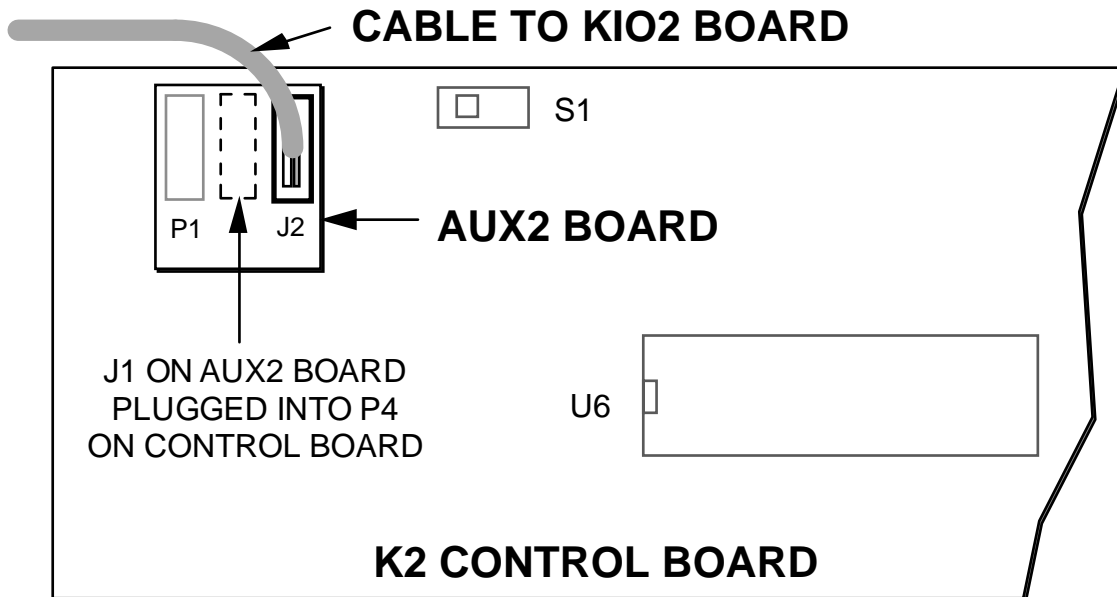 CABLE TO KIO2 BOARD
S1
P1
J2
AUX2 BOARD
J1 ON AUX2 BOARD
PLUGGED INTO P4
ON CONTROL BOARD
U6
K2 CONTROL BOARD